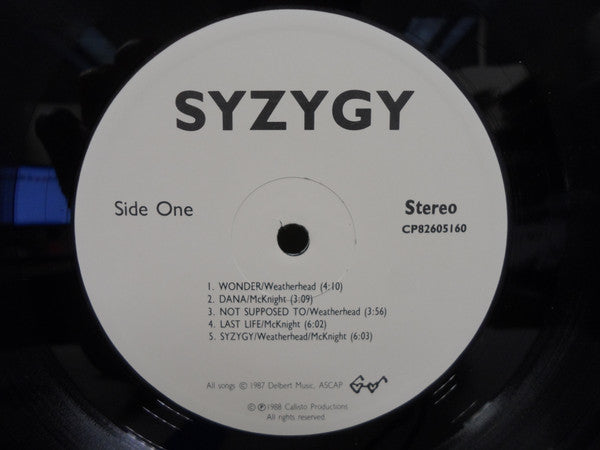 SYZYGY
Side One
Stereo
CP82605160
1. WONDER/Weatherhead (4:10)
2. DANA/McKnight (3:09)
3. NOT SUPPOSED TO/Weatherhead (3:56)
4. LAST LIFE/McKnight (6:02)
5. SYZYGY/Weatherhead/McKnight (6:03)
All songs © 1987 Delbert Music, ASCAP
© ℗ 1988 Callisto Productions
All rights reserved